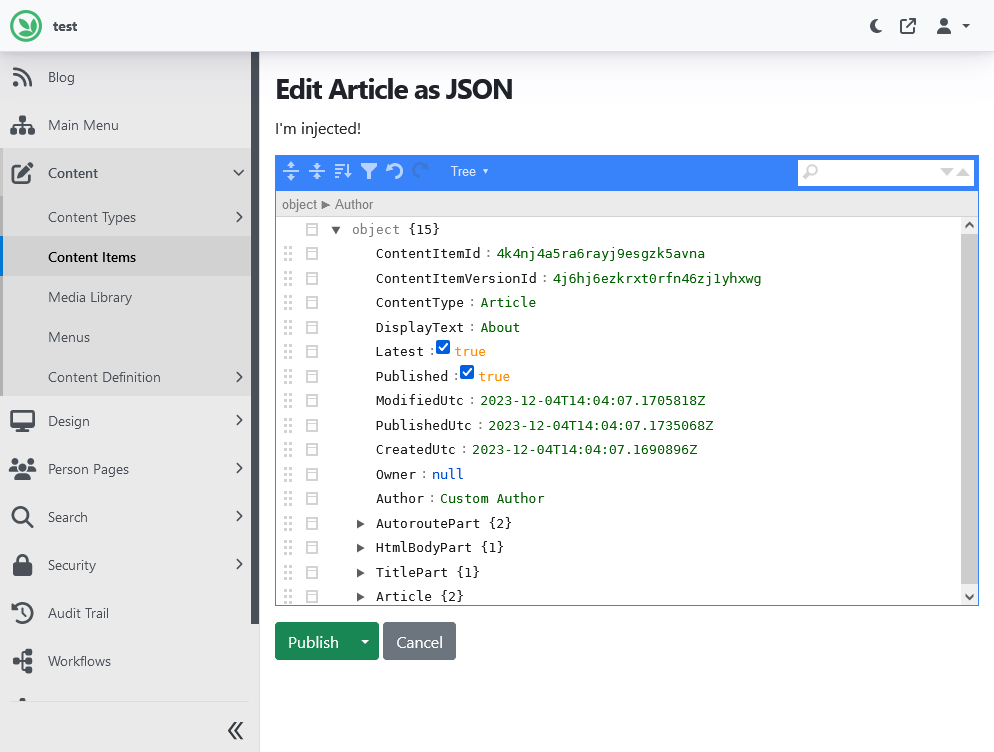 test
Blog
Main Menu
Content
Content Types
Content Items
Media Library
Menus
Content Definition
Design
Person Pages
Search
Security
Audit Trail
Workflows
Edit Article as JSON
I'm injected!
Tree ▾
object ▶ Author
▼ object {15}
ContentItemId : 4k4nj4a5ra6rayj9esgzk5avna
ContentItemVersionId : 4j6hj6ezkrxt0rfn46zj1yhxwg
ContentType : Article
DisplayText : About
Latest : true
Published : true
ModifiedUtc : 2023-12-04T14:04:07.1705818Z
PublishedUtc : 2023-12-04T14:04:07.1735068Z
CreatedUtc : 2023-12-04T14:04:07.1690896Z
Owner : null
Author : Custom Author
▶ AutoroutePart {2}
▶ HtmlBodyPart {1}
▶ TitlePart {1}
▶ Article {2}
Publish
Cancel